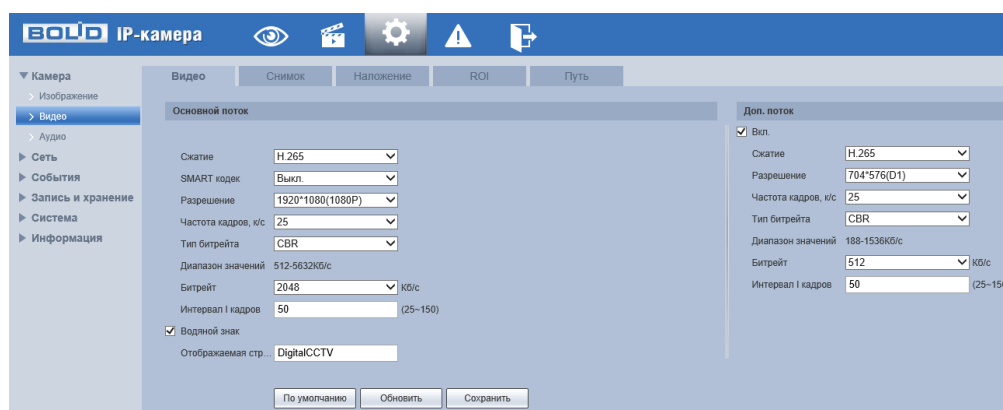 BOLID IP-камера
Камера
Изображение
Видео
Аудио
Сеть
События
Запись и хранение
Система
Информация
Видео Снимок Наложение ROI Путь
Основной поток
Сжатие H.265
SMART кодек Выкл.
Разрешение 1920*1080(1080P)
Частота кадров, к/с 25
Тип битрейта CBR
Диапазон значений 512-5632Кб/с
Битрейт 2048 Кб/с
Интервал I кадров 50 (25~150)
Водяной знак
Отображаемая стр... DigitalCCTV
По умолчанию Обновить Сохранить
Доп. поток
Вкл.
Сжатие H.265
Разрешение 704*576(D1)
Частота кадров, к/с 25
Тип битрейта CBR
Диапазон значений 188-1536Кб/с
Битрейт 512 Кб/с
Интервал I кадров 50 (25~15